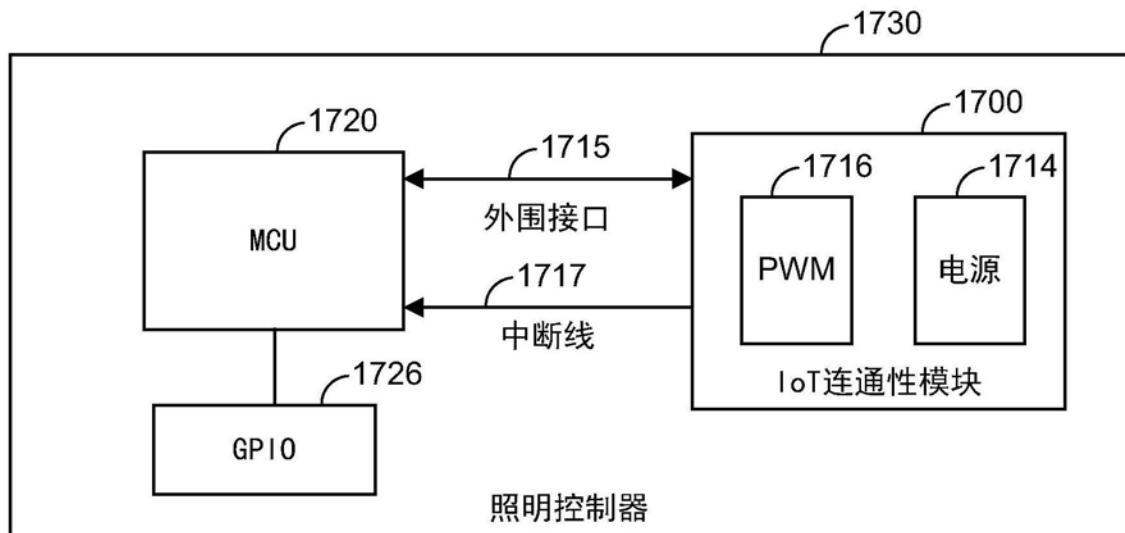 1730
1720
1715
1700
1716
1714
MCU
外围接口
PWM
电源
1717
中断线
IoT连通性模块
1726
GPIO
照明控制器